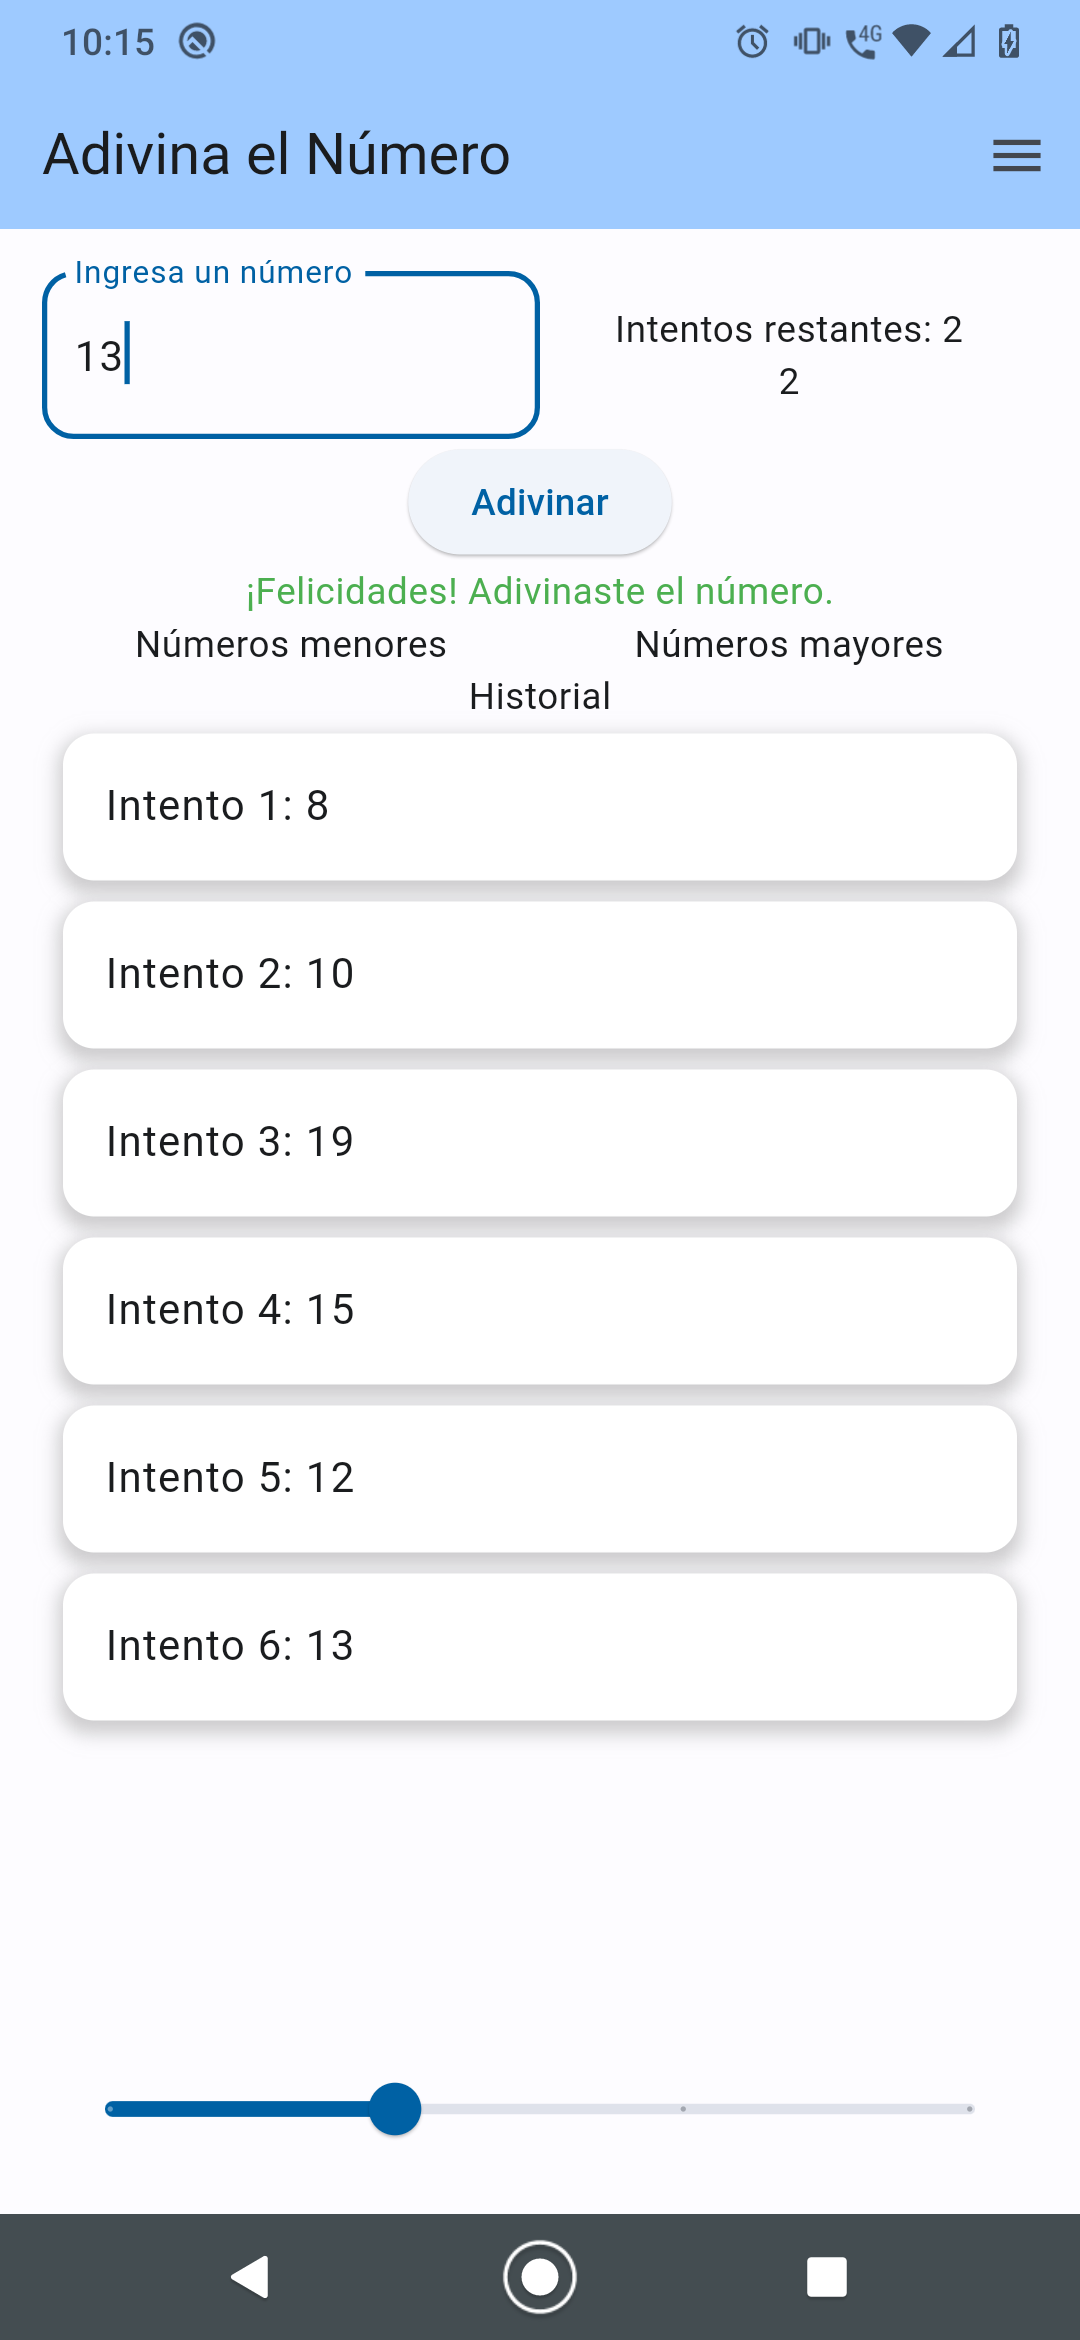 10:15
4G
Adivina el Número
Ingresa un número
13
Intentos restantes: 2
2
Adivinar
¡Felicidades! Adivinaste el número.
Números menores
Números mayores
Historial
Intento 1: 8
Intento 2: 10
Intento 3: 19
Intento 4: 15
Intento 5: 12
Intento 6: 13